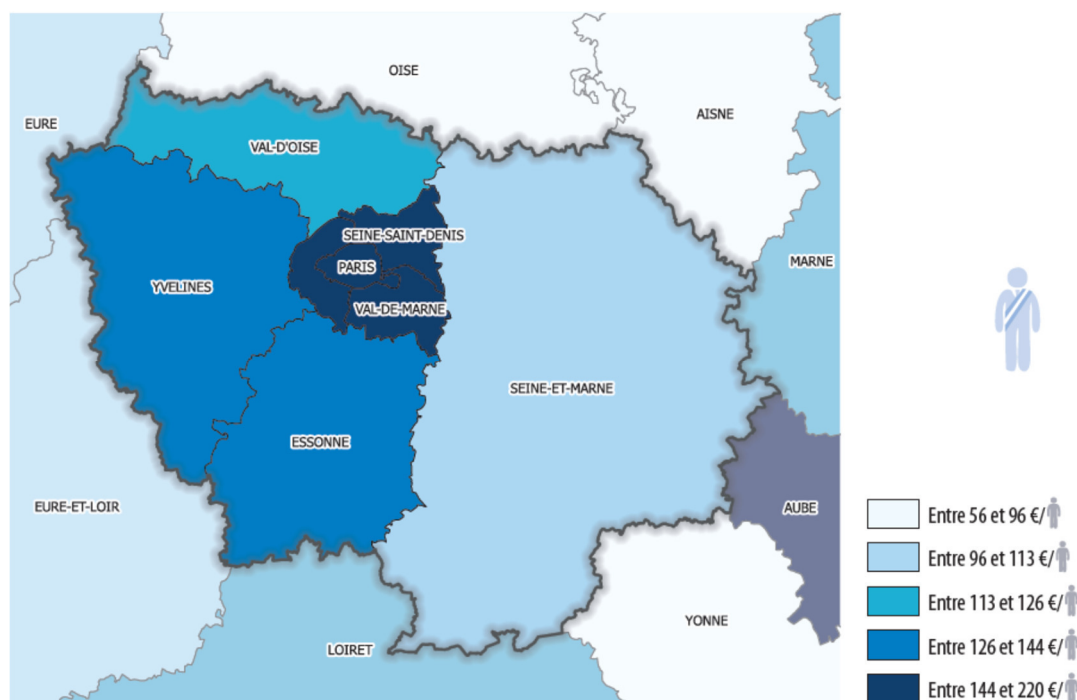 OISE
AISNE
EURE
VAL-D'OISE
SEINE-SAINT-DENIS
MARNE
PARIS
YVELINES
VAL-DE-MARNE
SEINE-ET-MARNE
ESSONNE
EURE-ET-LOIR
AUBE
YONNE
LOIRET
Entre 56 et 96 €/
Entre 96 et 113 €/
Entre 113 et 126 €/
Entre 126 et 144 €/
Entre 144 et 220 €/